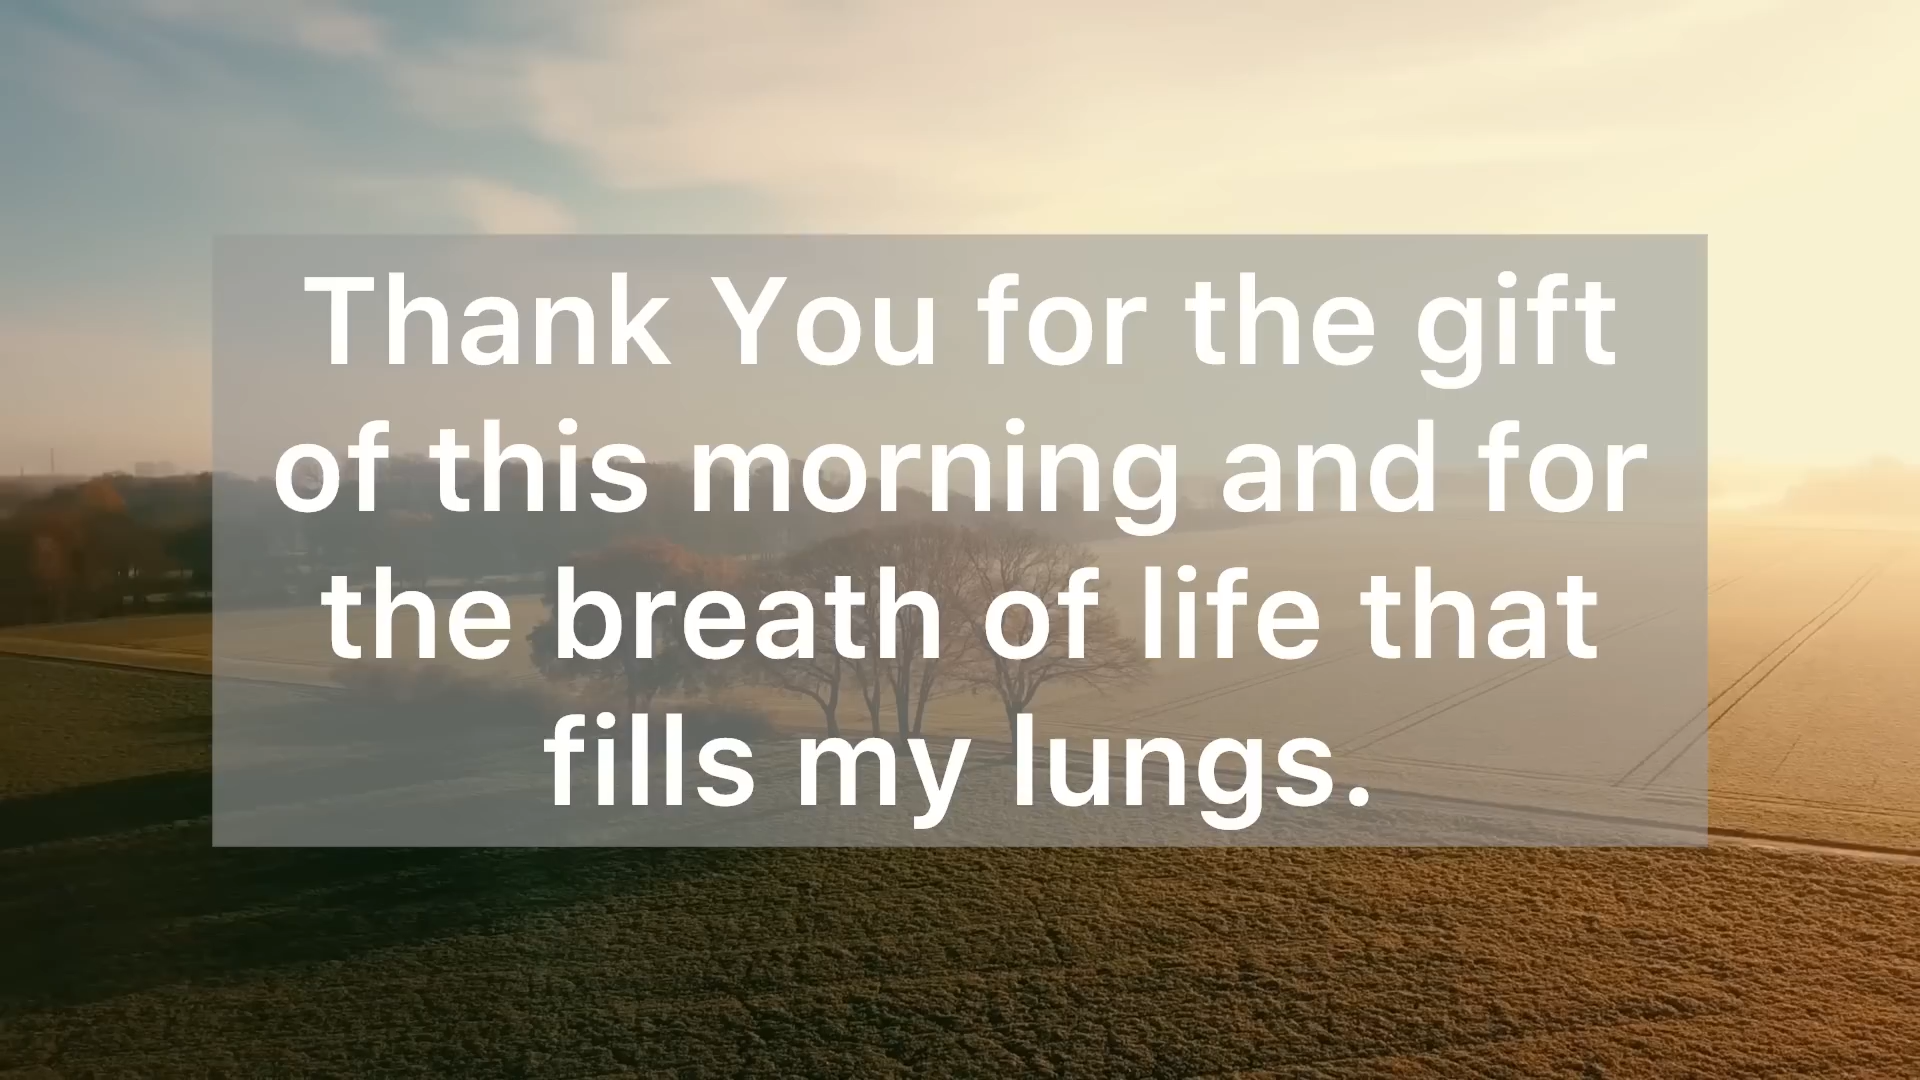 Thank You for the gift
of this morning and for
the breath of life that
fills my lungs.